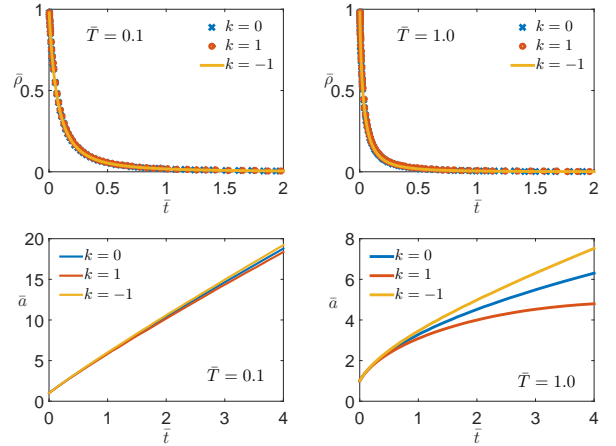 1
0.5
0
ρ̄
T̄ = 0.1
k = 0
k = 1
k = −1
0
0.5
1
1.5
2
t̄
1
0.5
0
ρ̄
T̄ = 1.0
k = 0
k = 1
k = −1
0
0.5
1
1.5
2
t̄
20
15
10
5
0
ā
k = 0
k = 1
k = −1
T̄ = 0.1
0
1
2
3
4
t̄
8
6
4
2
0
ā
k = 0
k = 1
k = −1
T̄ = 1.0
0
1
2
3
4
t̄